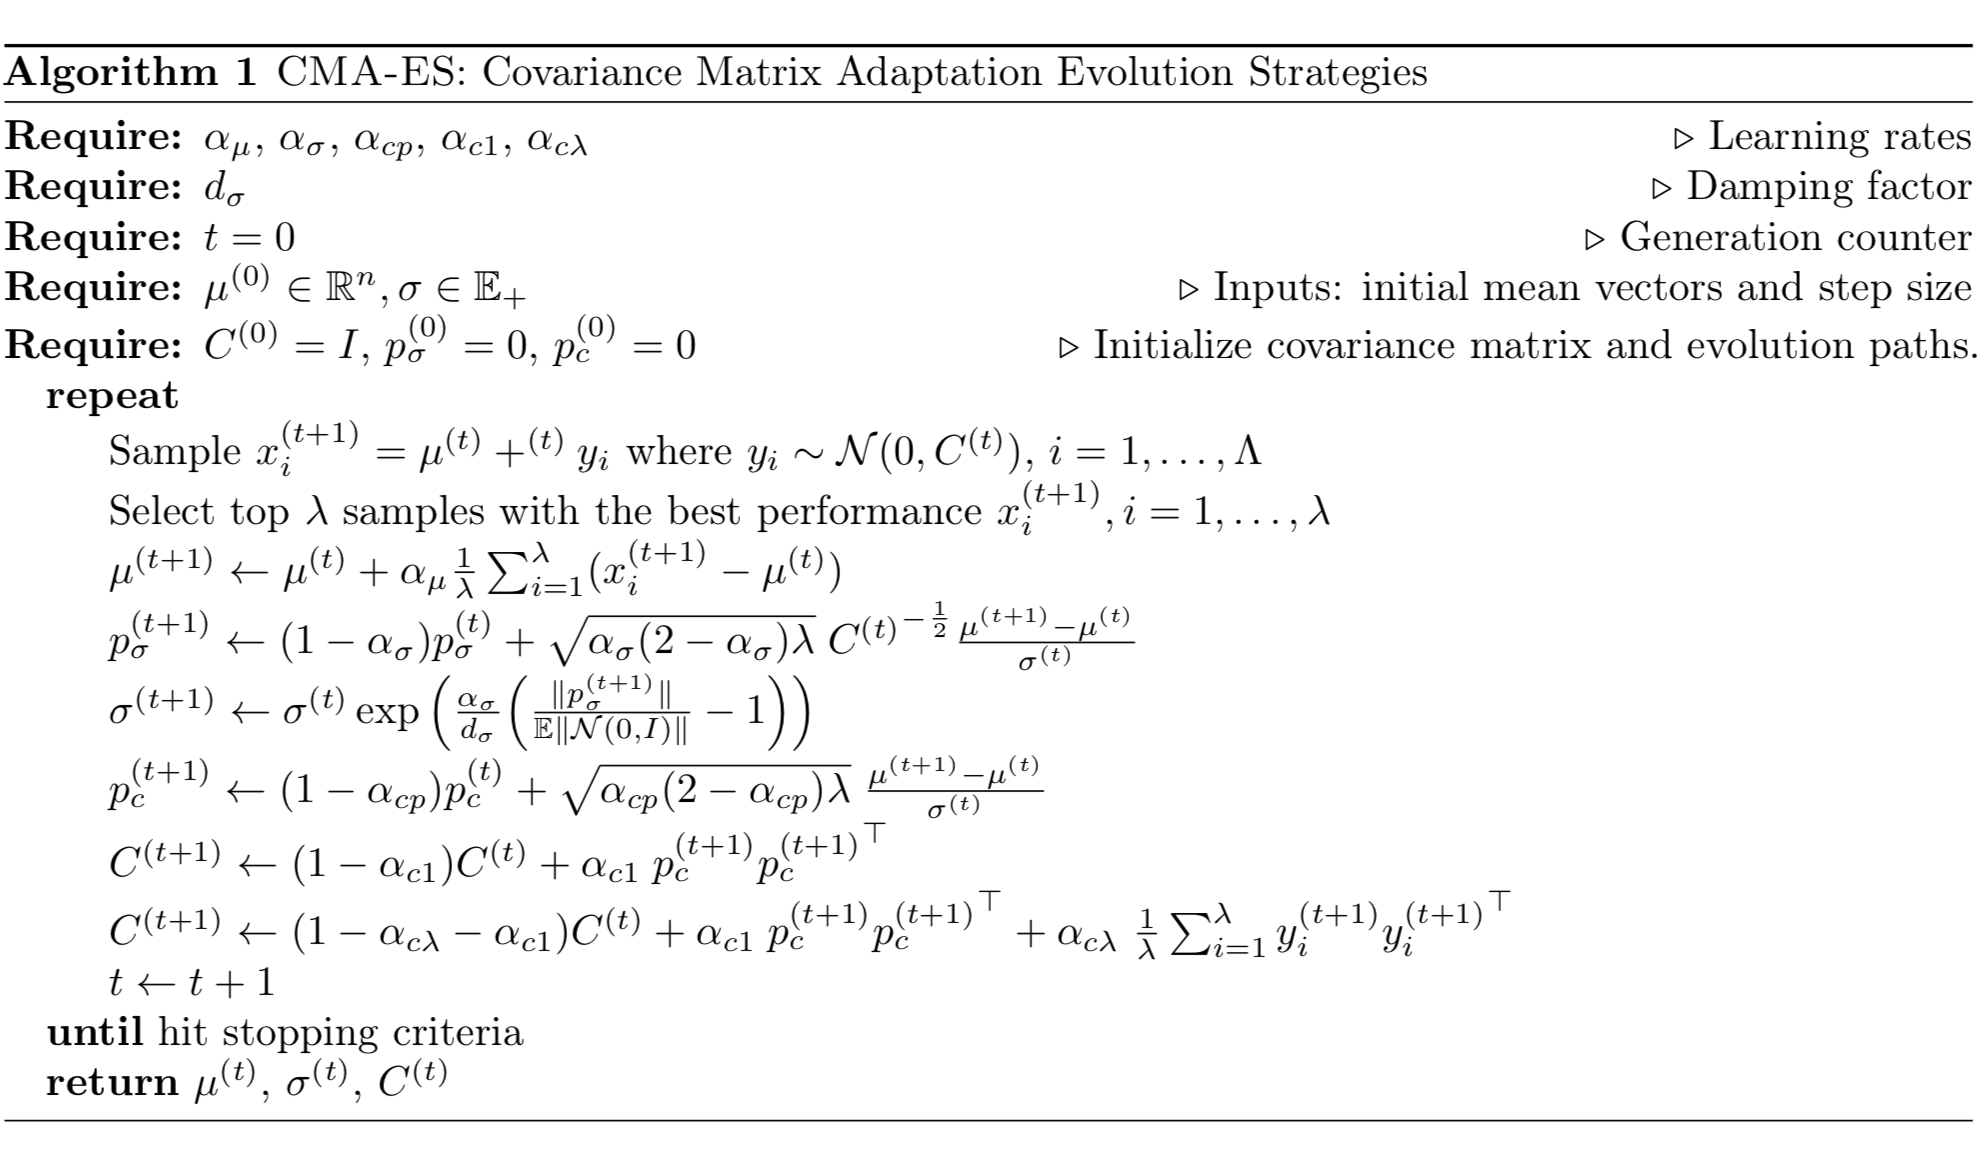 Algorithm 1 CMA-ES: Covariance Matrix Adaptation Evolution Strategies
Require: $\alpha_\mu$, $\alpha_\sigma$, $\alpha_{cp}$, $\alpha_{c1}$, $\alpha_{c\lambda}$ ▷ Learning rates
Require: $d_\sigma$ ▷ Damping factor
Require: $t = 0$ ▷ Generation counter
Require: $\mu^{(0)} \in \mathbb{R}^n, \sigma \in \mathbb{E}_+$ ▷ Inputs: initial mean vectors and step size
Require: $C^{(0)} = I$, $p_\sigma^{(0)} = 0$, $p_c^{(0)} = 0$ ▷ Initialize covariance matrix and evolution paths.
repeat
Sample $x_i^{(t+1)} = \mu^{(t)} +^{(t)} y_i$ where $y_i \sim \mathcal{N}(0, C^{(t)})$, $i = 1, \ldots, \Lambda$
Select top $\lambda$ samples with the best performance $x_i^{(t+1)}, i = 1, \ldots, \lambda$
$\mu^{(t+1)} \leftarrow \mu^{(t)} + \alpha_\mu \frac{1}{\lambda} \sum_{i=1}^{\lambda} (x_i^{(t+1)} - \mu^{(t)})$
$p_\sigma^{(t+1)} \leftarrow (1 - \alpha_\sigma) p_\sigma^{(t)} + \sqrt{\alpha_\sigma (2 - \alpha_\sigma) \lambda} \; {C^{(t)}}^{-\frac{1}{2}} \frac{\mu^{(t+1)} - \mu^{(t)}}{\sigma^{(t)}}$
$\sigma^{(t+1)} \leftarrow \sigma^{(t)} \exp\left( \frac{\alpha_\sigma}{d_\sigma} \left( \frac{\|p_\sigma^{(t+1)}\|}{\mathbb{E}\|\mathcal{N}(0,I)\|} - 1 \right) \right)$
$p_c^{(t+1)} \leftarrow (1 - \alpha_{cp}) p_c^{(t)} + \sqrt{\alpha_{cp} (2 - \alpha_{cp}) \lambda} \; \frac{\mu^{(t+1)} - \mu^{(t)}}{\sigma^{(t)}}$
$C^{(t+1)} \leftarrow (1 - \alpha_{c1}) C^{(t)} + \alpha_{c1} \; p_c^{(t+1)} {p_c^{(t+1)}}^\top$
$C^{(t+1)} \leftarrow (1 - \alpha_{c\lambda} - \alpha_{c1}) C^{(t)} + \alpha_{c1} \; p_c^{(t+1)} {p_c^{(t+1)}}^\top + \alpha_{c\lambda} \; \frac{1}{\lambda} \sum_{i=1}^{\lambda} y_i^{(t+1)} {y_i^{(t+1)}}^\top$
$t \leftarrow t + 1$
until hit stopping criteria
return $\mu^{(t)}$, $\sigma^{(t)}$, $C^{(t)}$